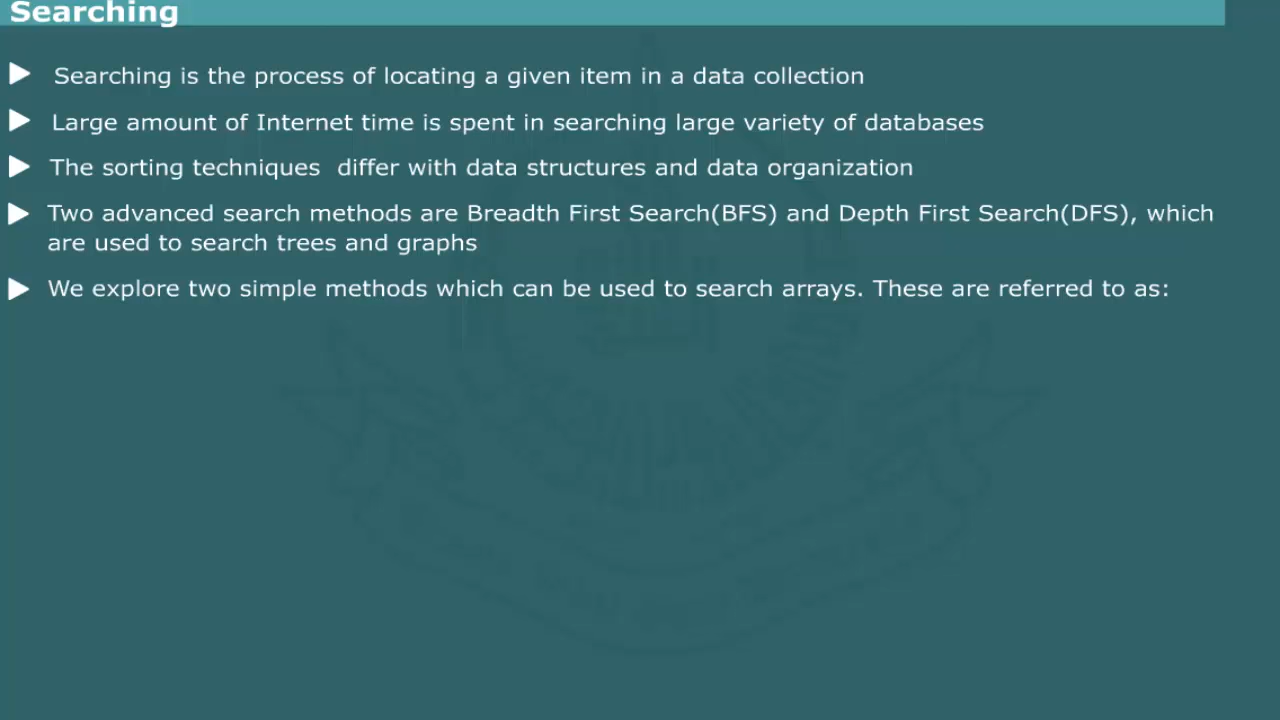 Searching
Searching is the process of locating a given item in a data collection
Large amount of Internet time is spent in searching large variety of databases
The sorting techniques  differ with data structures and data organization
Two advanced search methods are Breadth First Search(BFS) and Depth First Search(DFS), which
are used to search trees and graphs
We explore two simple methods which can be used to search arrays. These are referred to as: